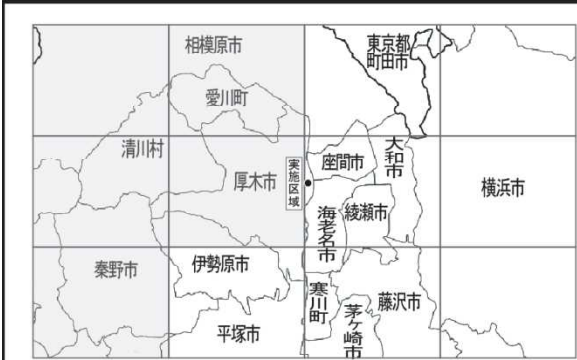 相模原市
東京都
町田市
愛川町
清川村
厚木市
実施区域
座間市
大和市
横浜市
海老名市
綾瀬市
秦野市
伊勢原市
寒川町
藤沢市
平塚市
茅ヶ崎市